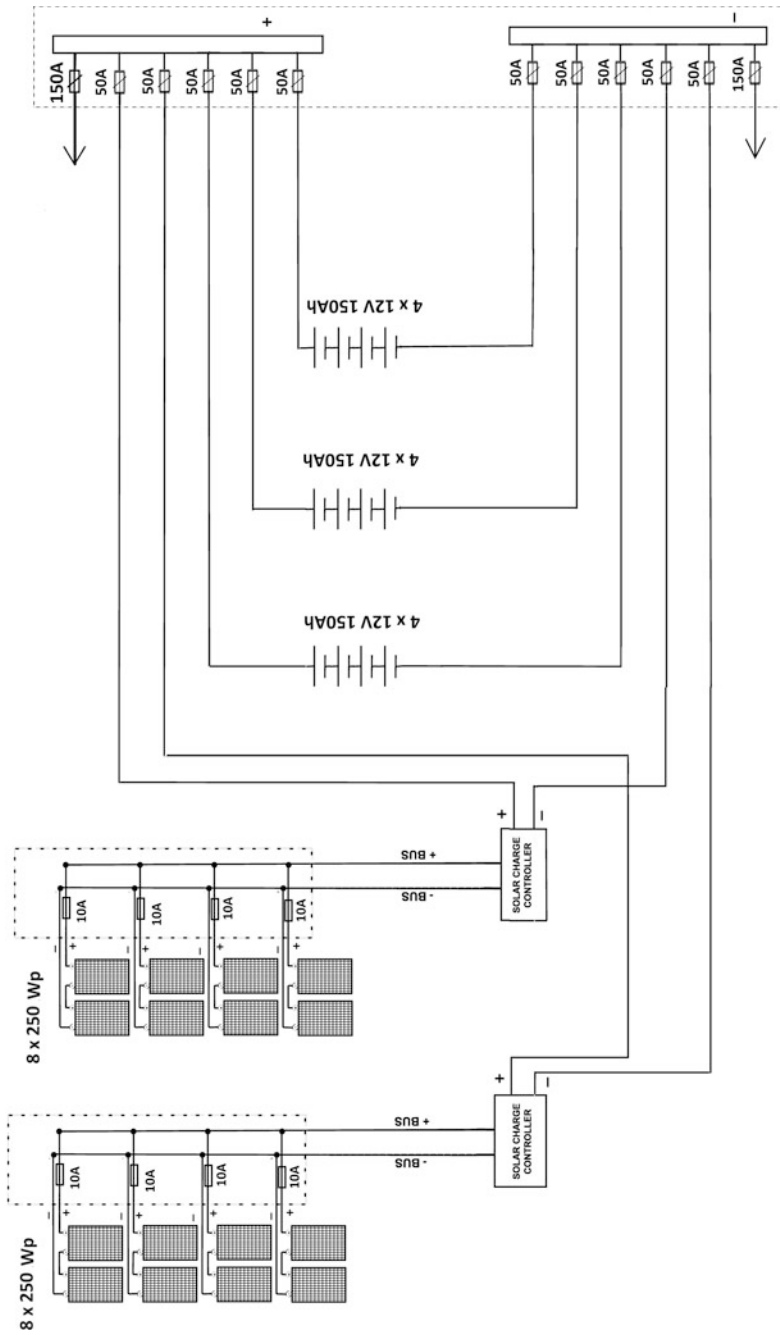 +
−
150A
50A
50A
50A
50A
50A
50A
50A
50A
50A
50A
150A
4 x 12V 150Ah
4 x 12V 150Ah
4 x 12V 150Ah
+
−
SOLAR CHARGE
CONTROLLER
+ BUS
- BUS
10A
10A
10A
10A
− + − + − + − +
8 x 250 Wp
+
−
SOLAR CHARGE
CONTROLLER
+ BUS
- BUS
10A
10A
10A
10A
− + − + − + − +
8 x 250 Wp